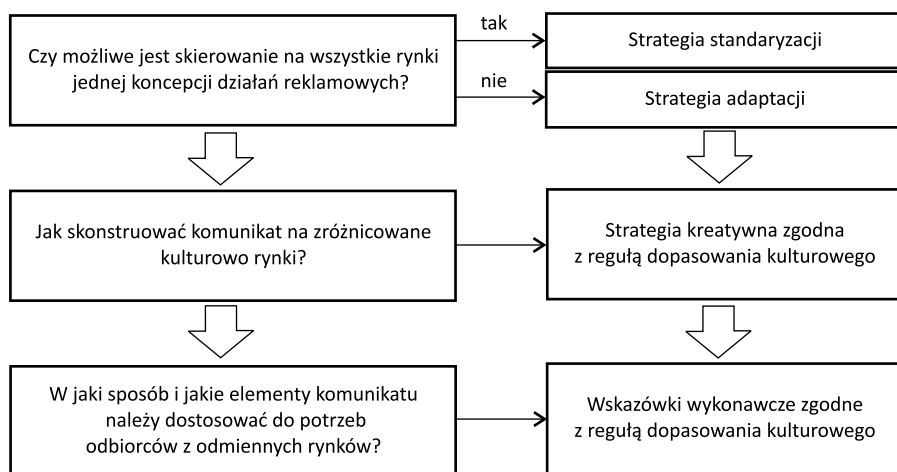 Czy możliwe jest skierowanie na wszystkie rynki
jednej koncepcji działań reklamowych?
tak
Strategia standaryzacji
nie
Strategia adaptacji
Jak skonstruować komunikat na zróżnicowane
kulturowo rynki?
Strategia kreatywna zgodna
z regułą dopasowania kulturowego
W jaki sposób i jakie elementy komunikatu
należy dostosować do potrzeb
odbiorców z odmiennych rynków?
Wskazówki wykonawcze zgodne
z regułą dopasowania kulturowego